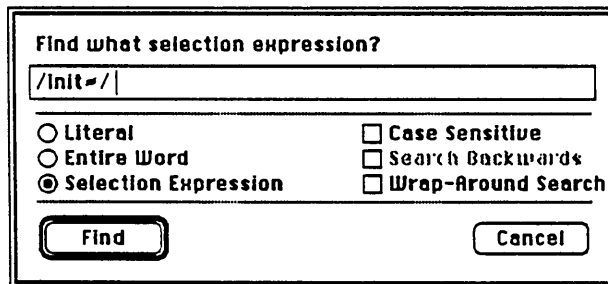 Find what selection expression?
/Init≈/
Literal
Case Sensitive
Entire Word
Search Backwards
Selection Expression
Wrap-Around Search
Find
Cancel